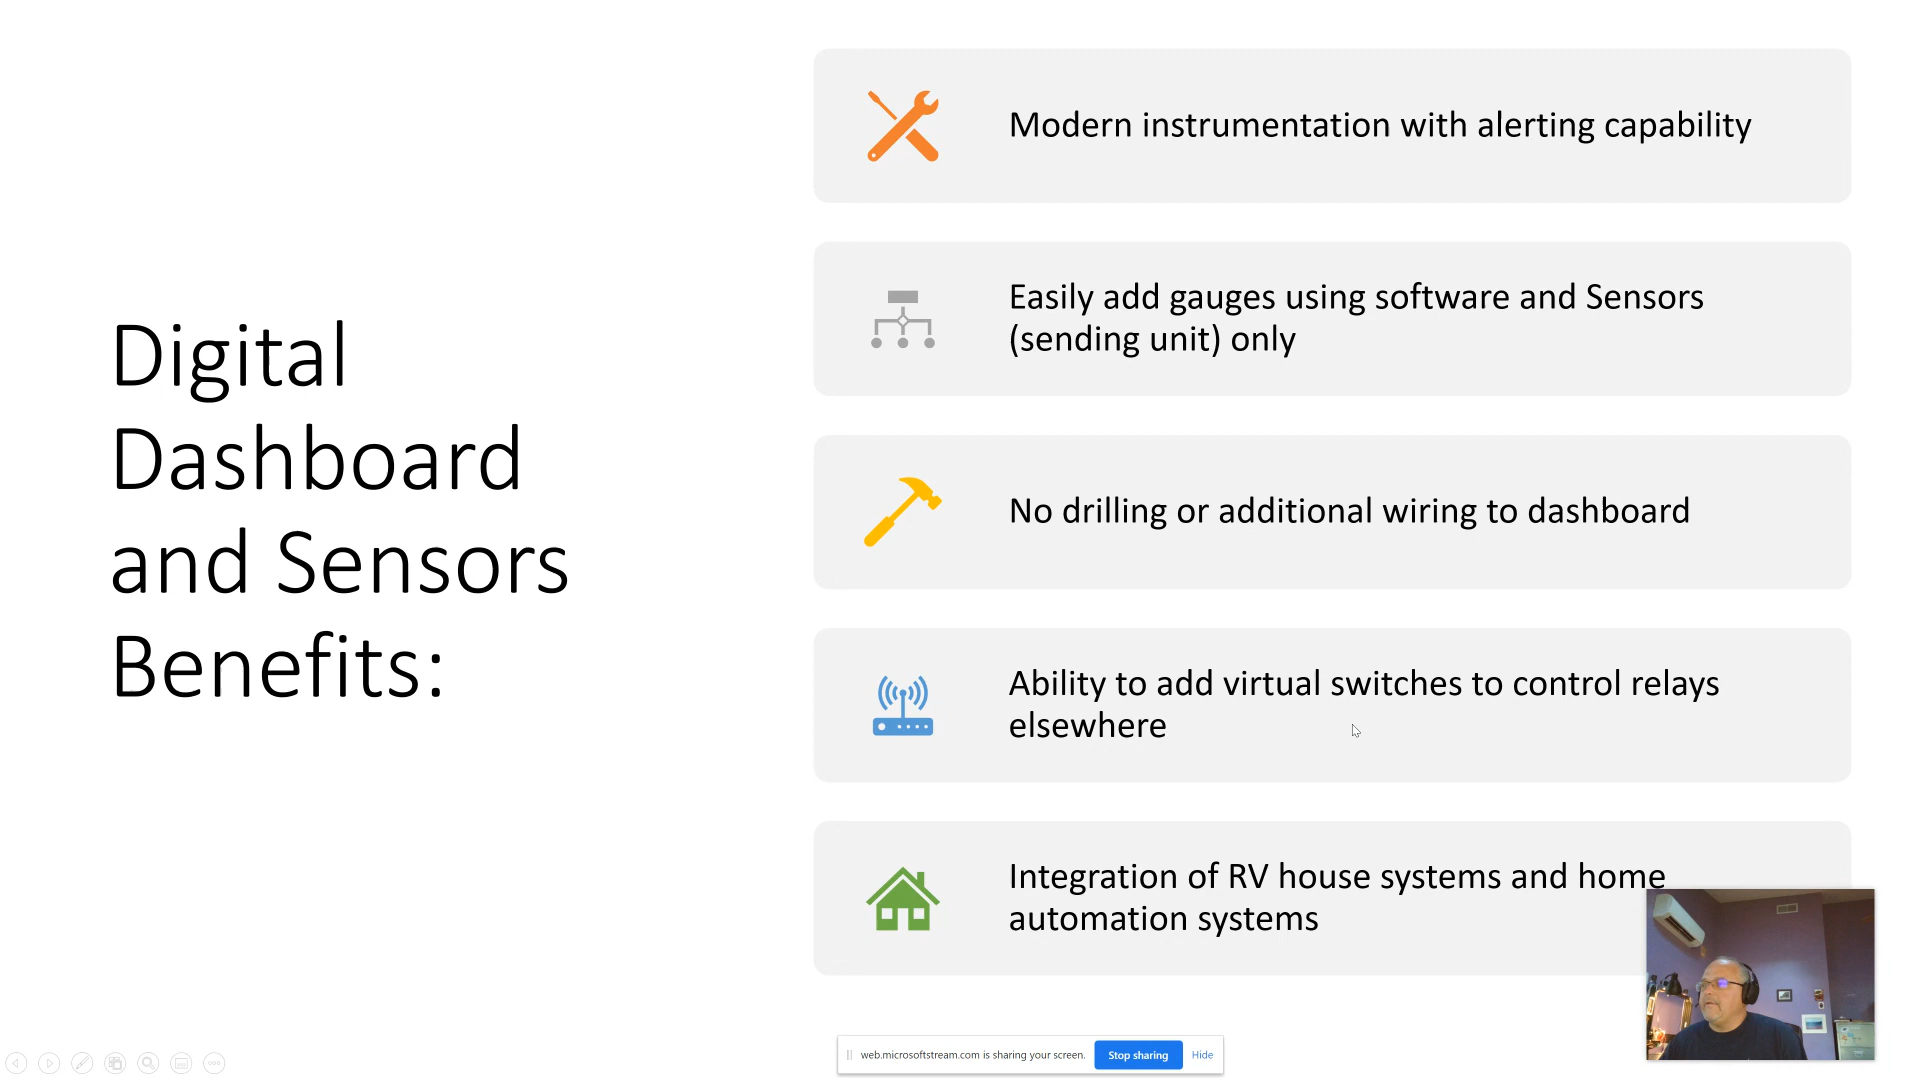 Digital
Dashboard
and Sensors
Benefits:
Modern instrumentation with alerting capability
Easily add gauges using software and Sensors
(sending unit) only
No drilling or additional wiring to dashboard
Ability to add virtual switches to control relays
elsewhere
Integration of RV house systems and home
automation systems
web.microsoftstream.com is sharing your screen.
Stop sharing
Hide